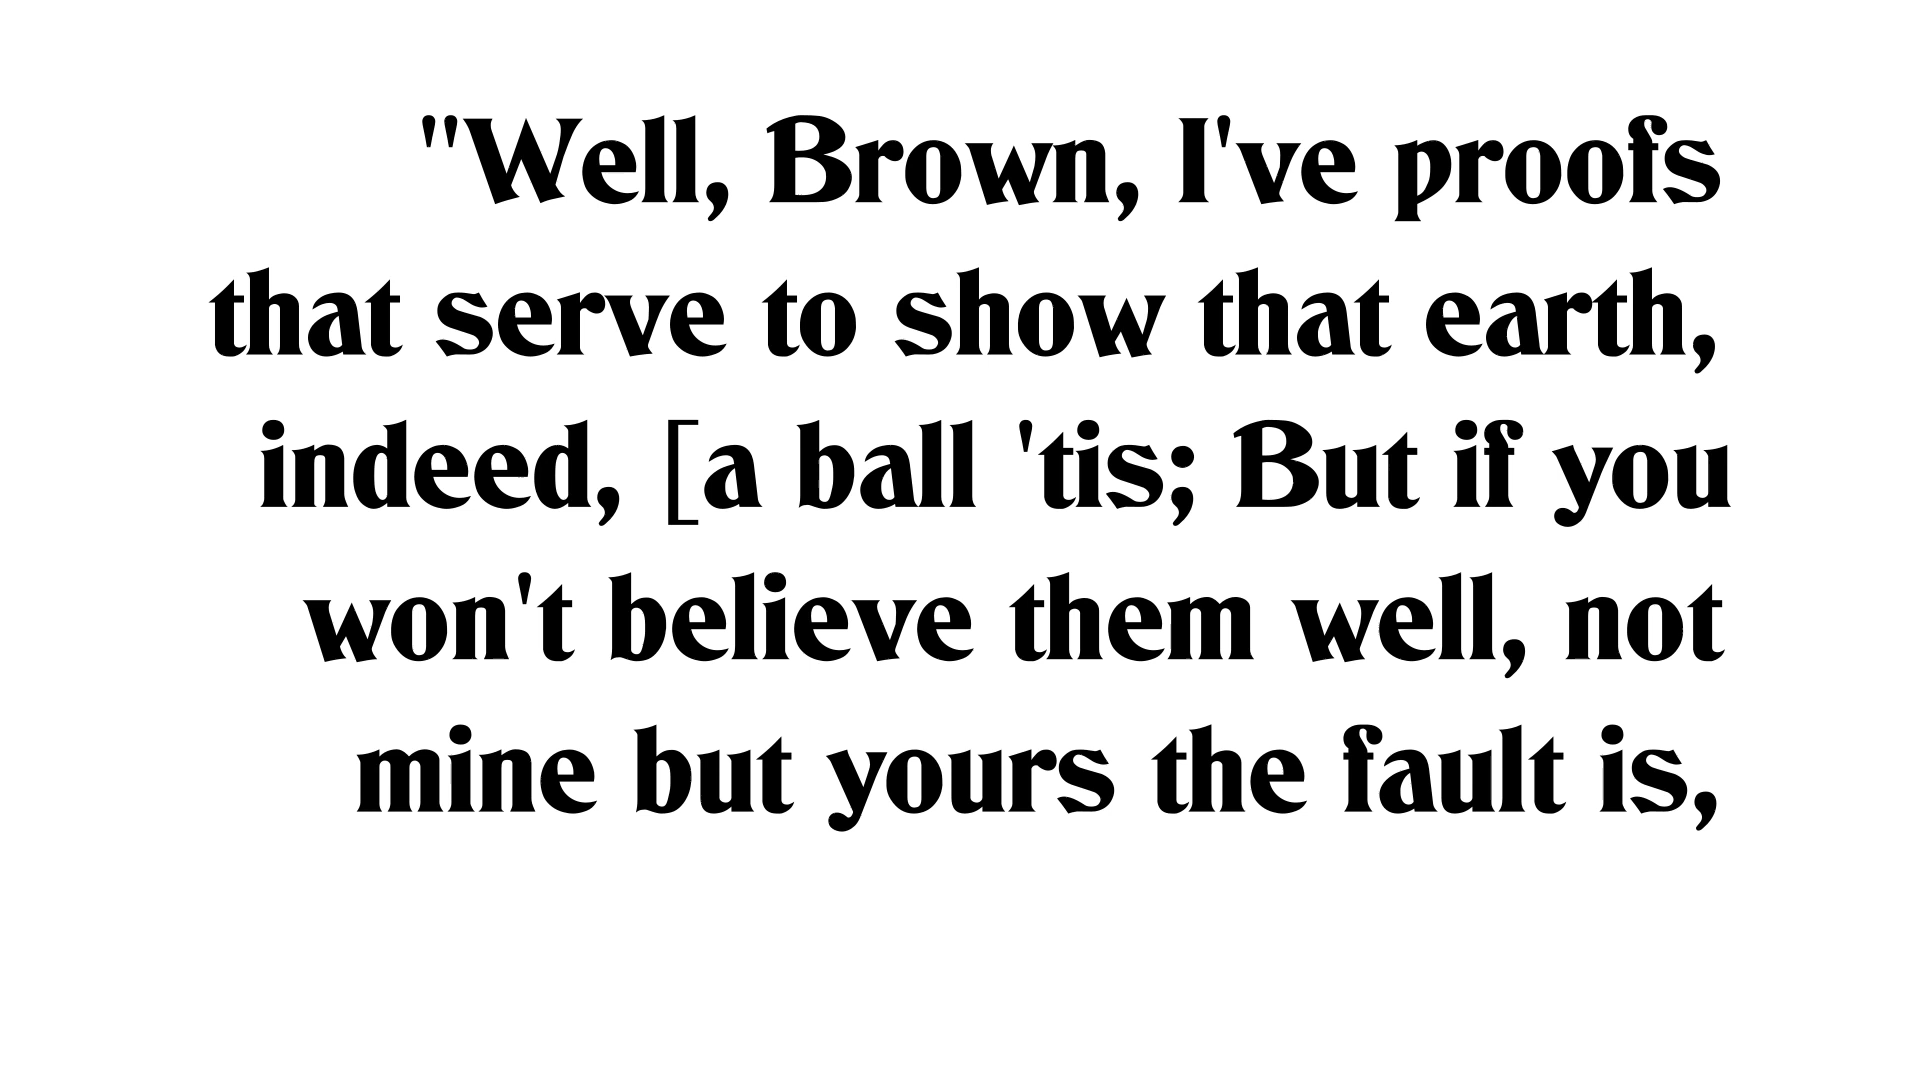 "Well, Brown, I've proofs
that serve to show that earth,
indeed, [a ball 'tis; But if you
won't believe them well, not
mine but yours the fault is,